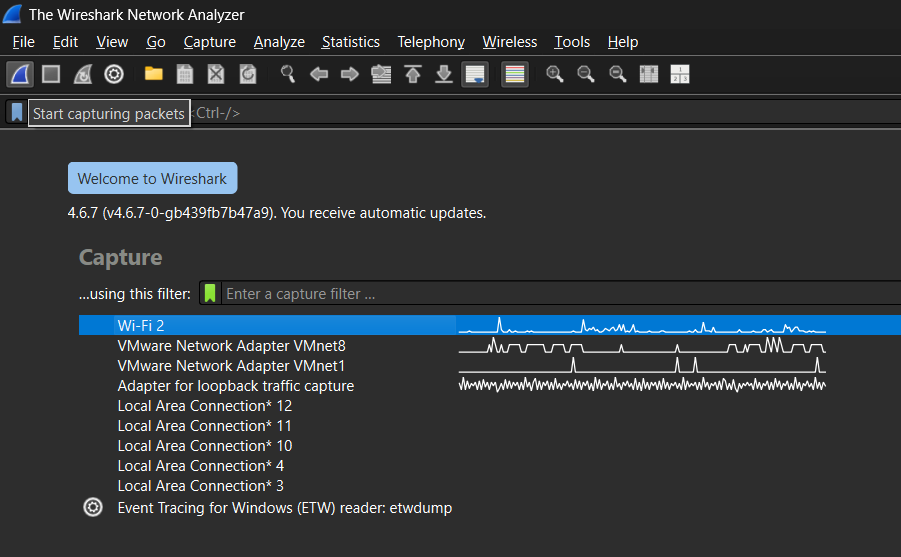 The Wireshark Network Analyzer
File Edit View Go Capture Analyze Statistics Telephony Wireless Tools Help
Start capturing packets <Ctrl-/>
Welcome to Wireshark
4.6.7 (v4.6.7-0-gb439fb7b47a9). You receive automatic updates.
Capture
...using this filter: Enter a capture filter ...
Wi-Fi 2
VMware Network Adapter VMnet8
VMware Network Adapter VMnet1
Adapter for loopback traffic capture
Local Area Connection* 12
Local Area Connection* 11
Local Area Connection* 10
Local Area Connection* 4
Local Area Connection* 3
Event Tracing for Windows (ETW) reader: etwdump